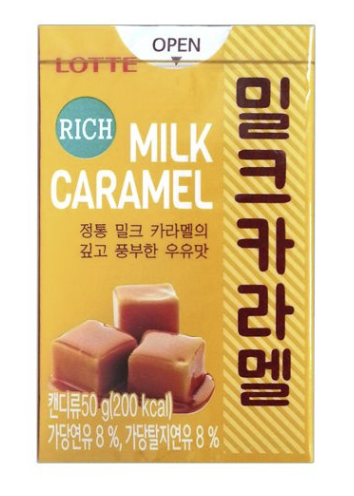 OPEN
LOTTE
RICH
MILK
CARAMEL
정통 밀크 카라멜의
깊고 풍부한 우유맛
밀크카라멜
캔디류50 g(200 kcal)
가당연유 8 %, 가당탈지연유 8 %